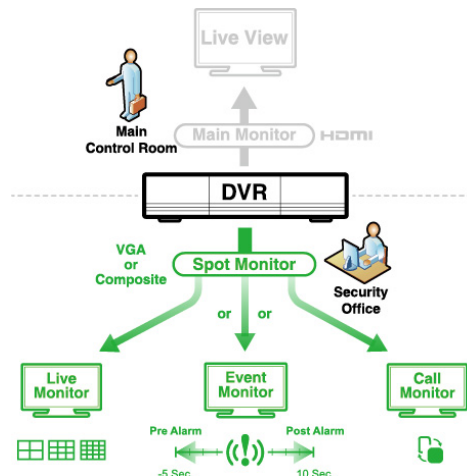 Live View
Main Monitor HDMI
Main
Control Room
DVR
VGA
or
Composite
Spot Monitor
Security
Office
or or
Live
Monitor
Event
Monitor
Call
Monitor
Pre Alarm Post Alarm
-5 Sec 10 Sec